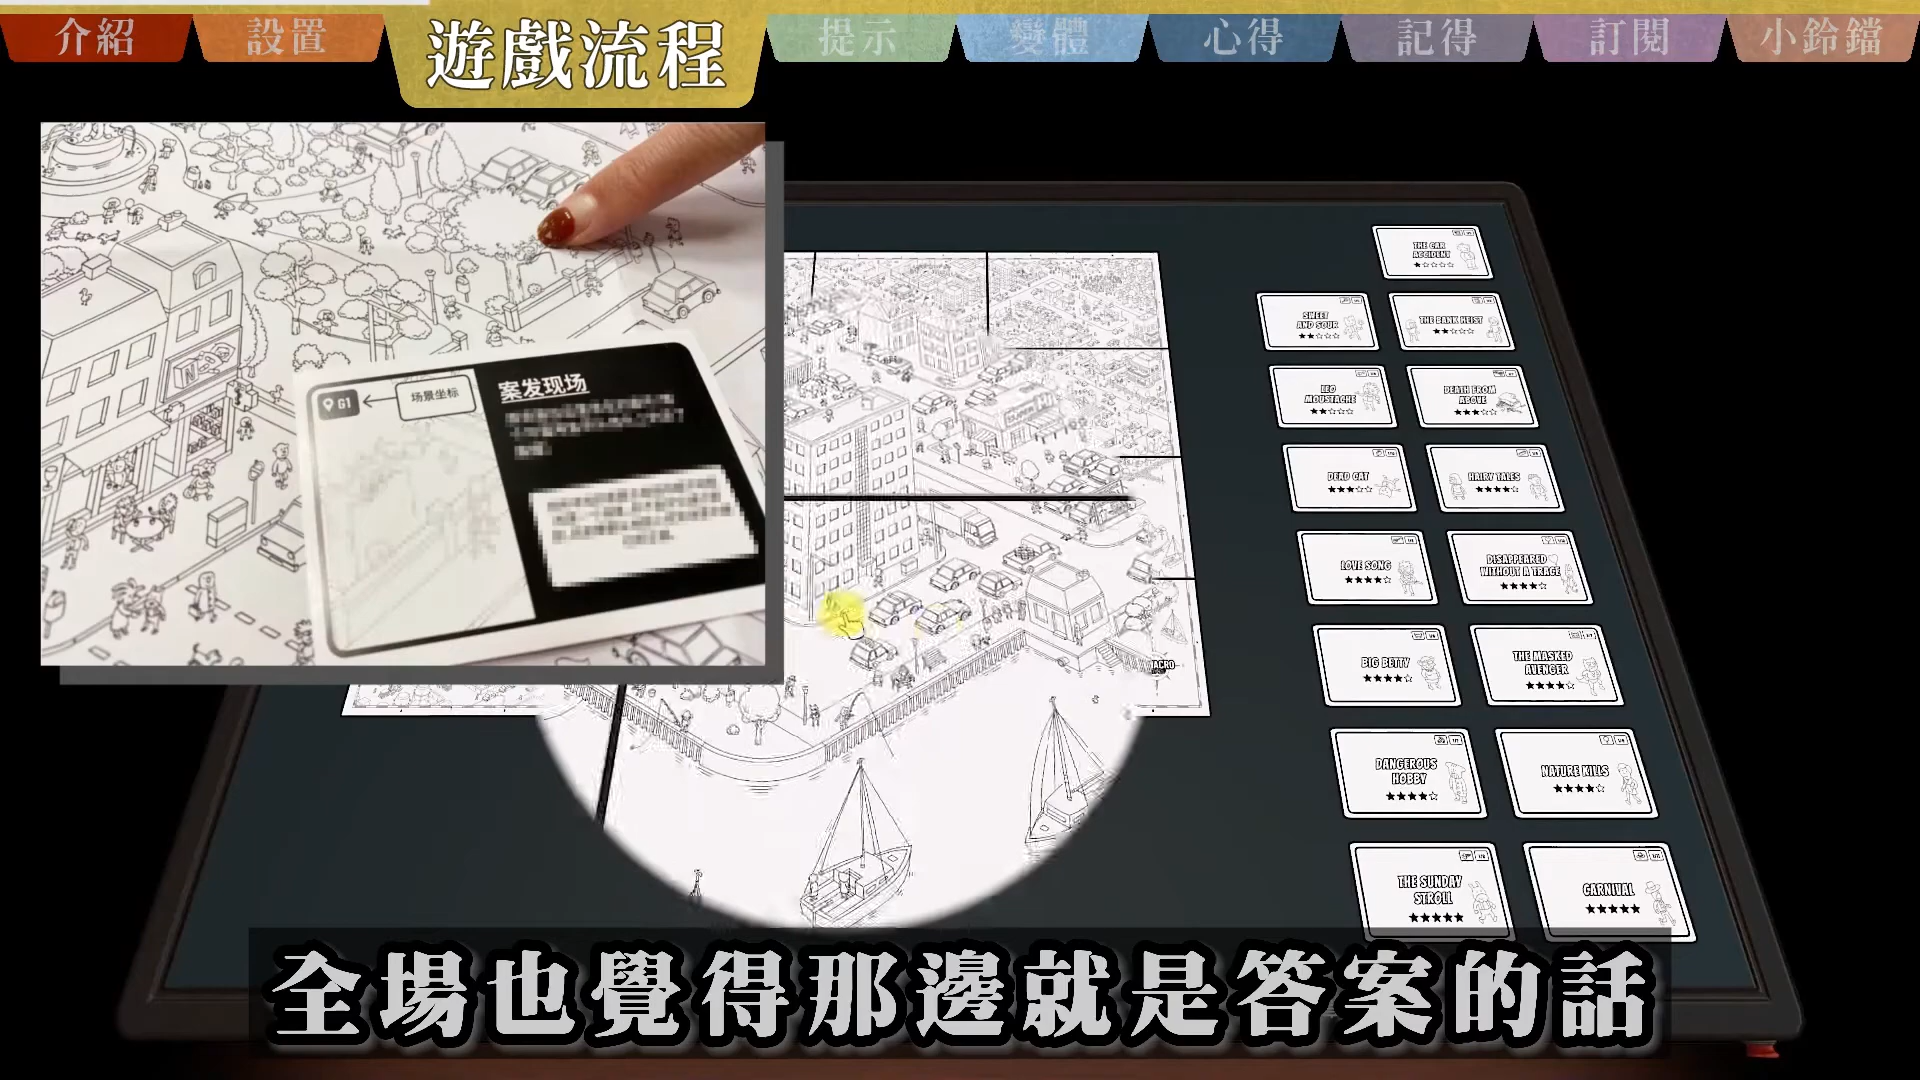 介紹
設置
遊戲流程
提示
變體
心得
記得
訂閱
小鈴鐺
G1
场景坐标
案发现场
THE CAR
ACCIDENT
SWEET
AND SOUR
THE BANK HEIST
LEO
MOUSTACHE
DEATH FROM
ABOVE
DEAD CAT
HAIRY TALES
LOVE SONG
DISAPPEARED
WITHOUT A TRACE
BIG BETTY
THE MASKED
AVENGER
DANGEROUS
HOBBY
NATURE KILLS
THE SUNDAY
STROLL
CARNIVAL
全場也覺得那邊就是答案的話